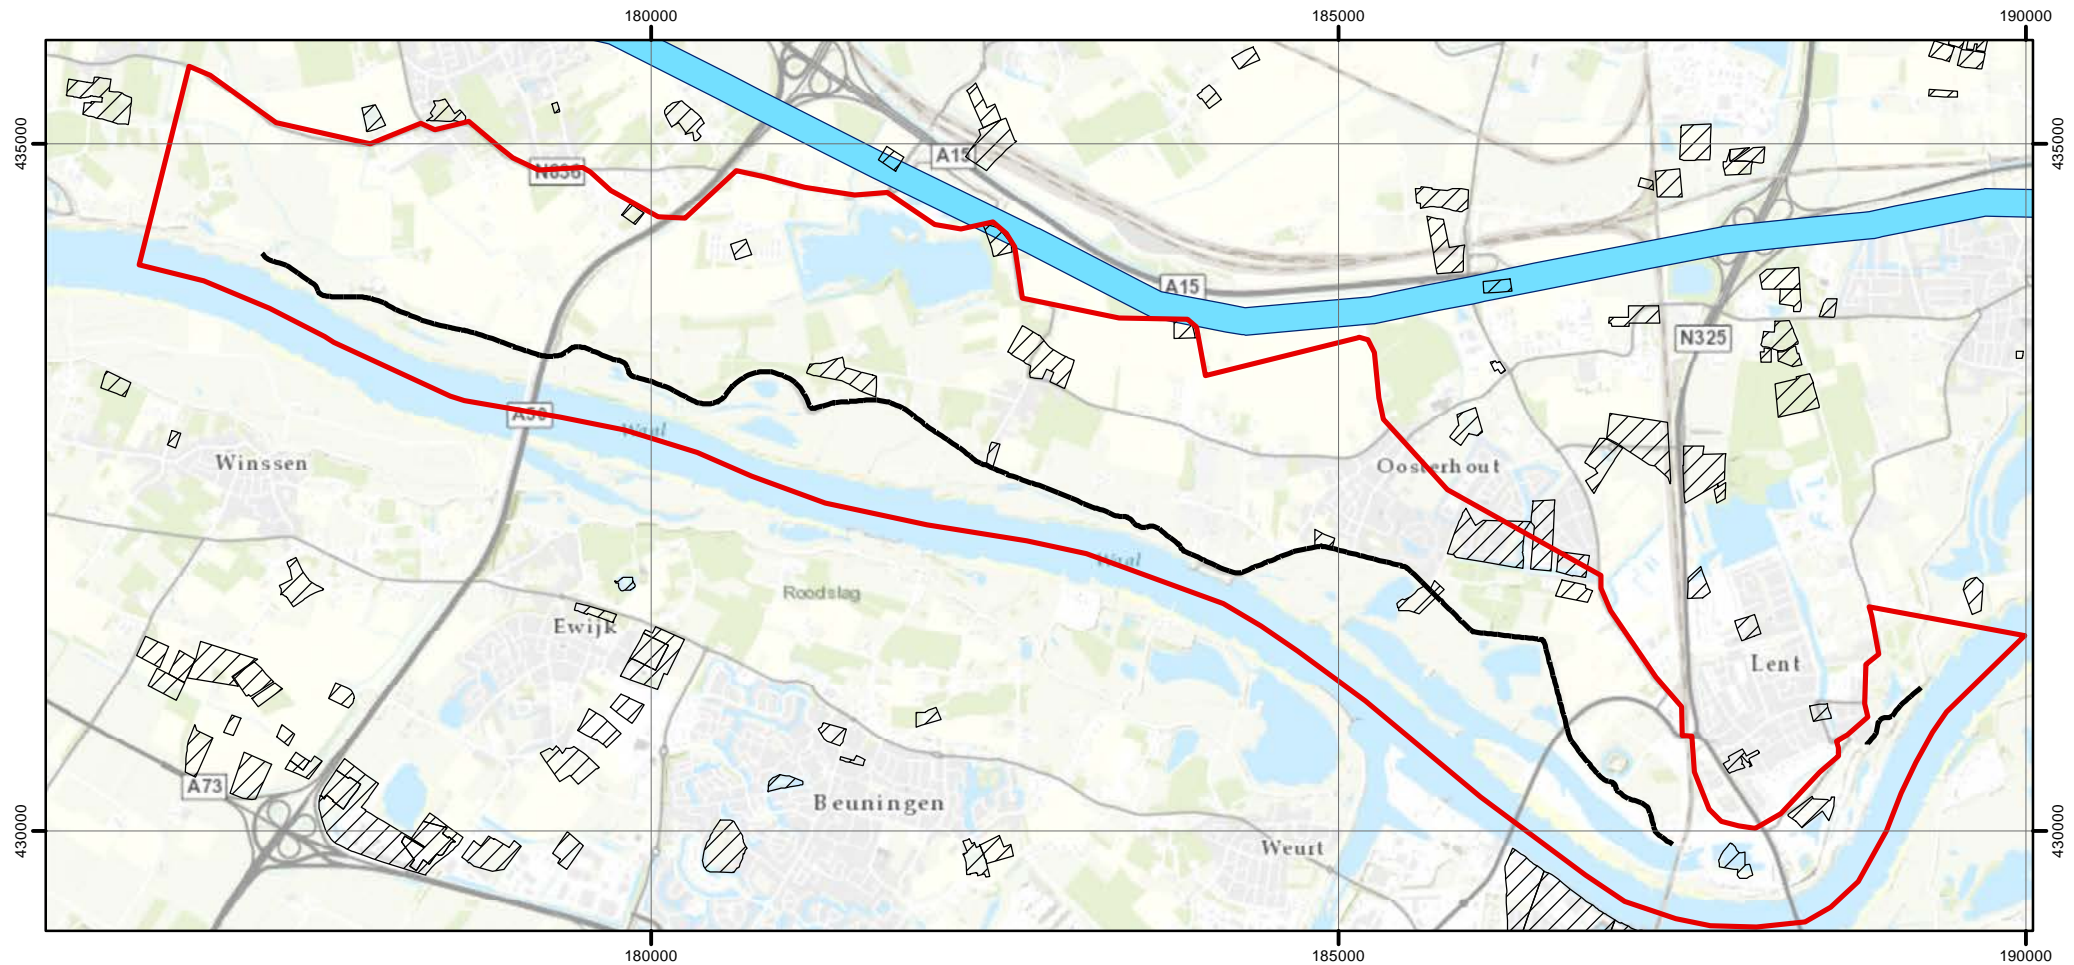 180000
185000
190000
435000
435000
A15
N836
A15
N325
A50
Waal
Winssen
Oosterhout
Waal
Roodslag
Ewijk
Lent
A73
Beuningen
430000
430000
Weurt
180000
185000
190000